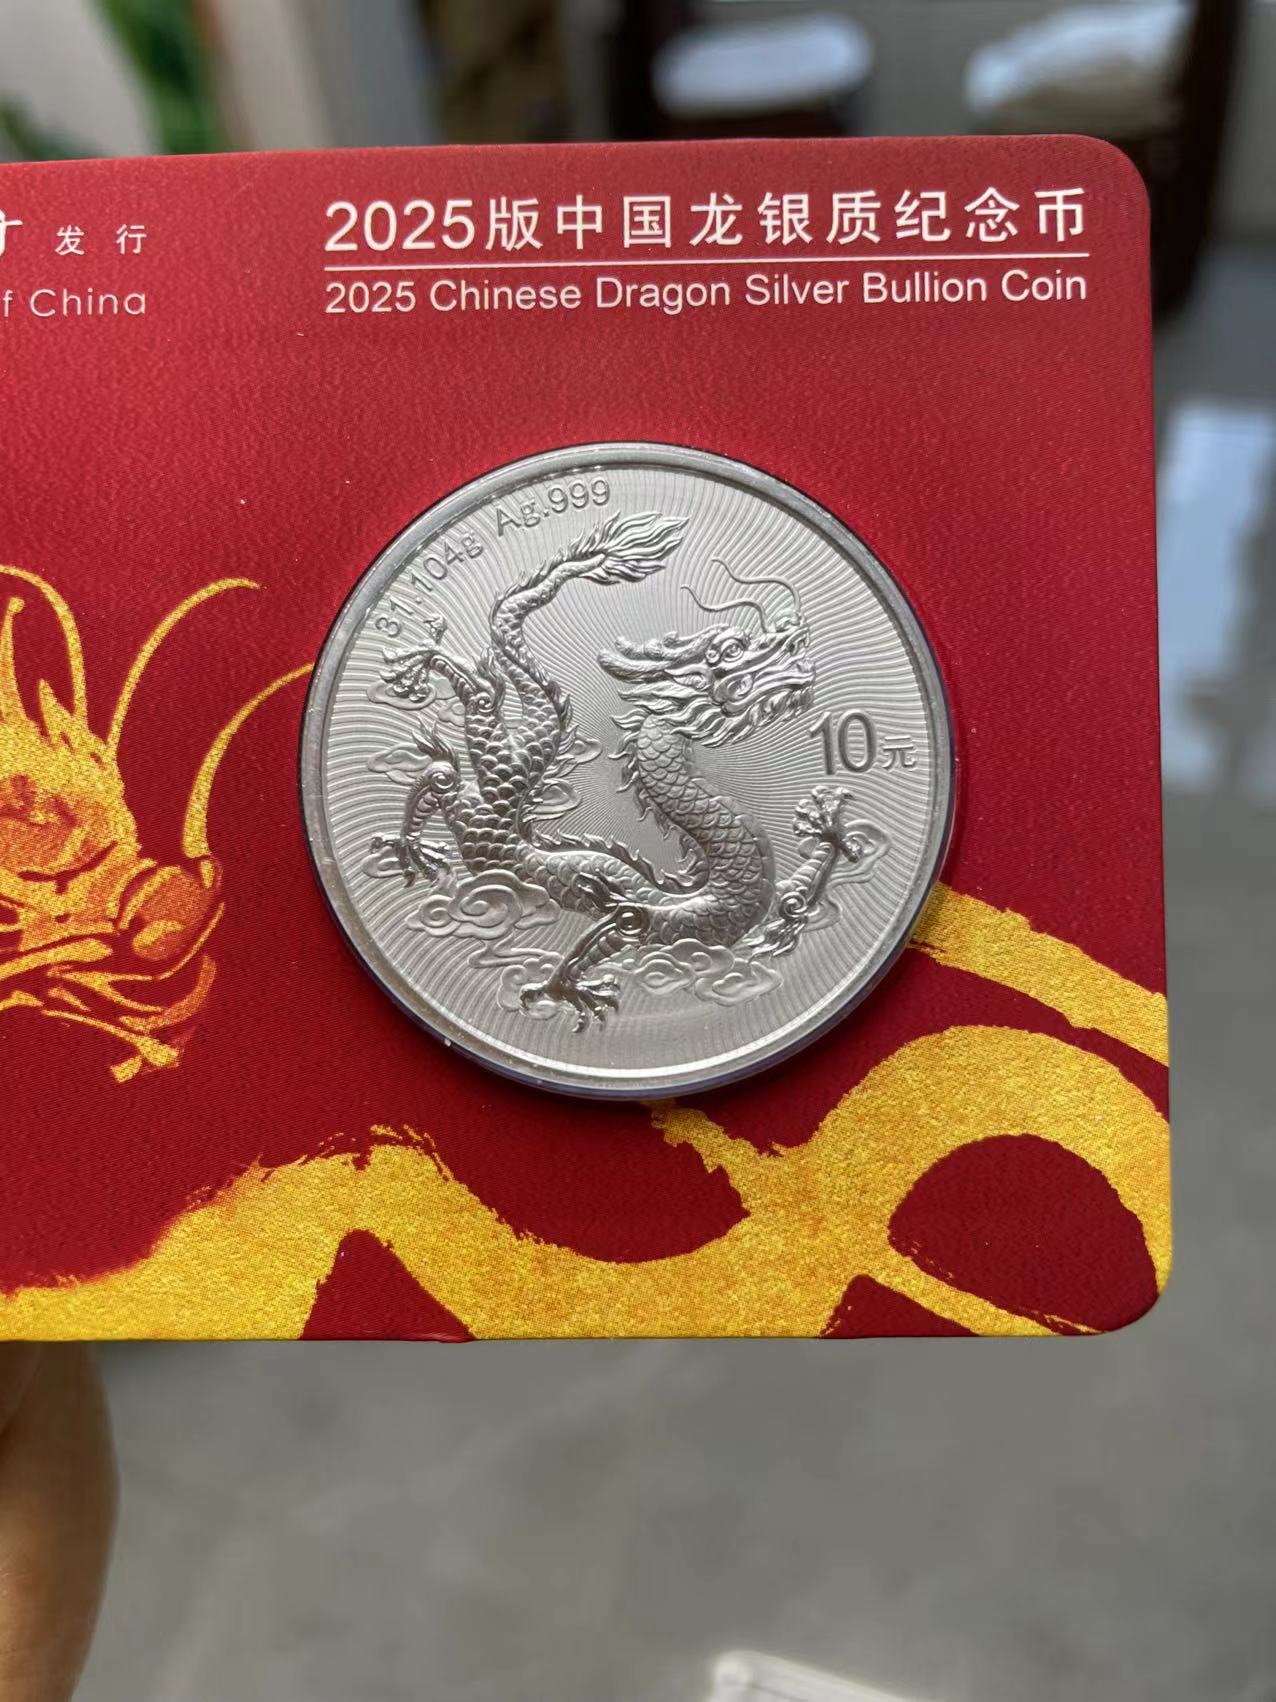 发行
f China
2025版中国龙银质纪念币
2025 Chinese Dragon Silver Bullion Coin
31.104g Ag.999
10元